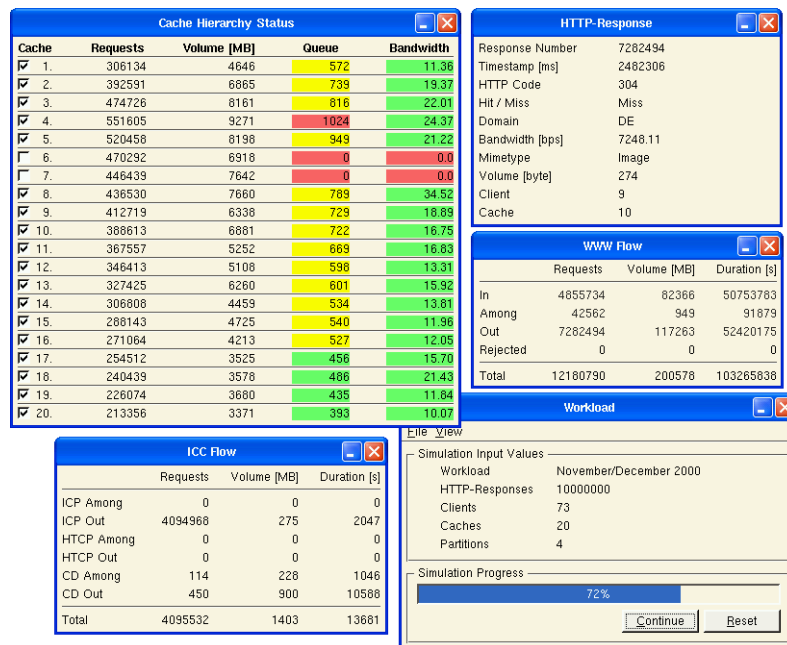 Cache Hierarchy Status
Cache Requests Volume [MB] Queue Bandwidth
1. 306134 4646 572 11.36
2. 392591 6865 739 19.37
3. 474726 8161 816 22.01
4. 551605 9271 1024 24.37
5. 520458 8198 949 21.22
6. 470292 6918 0 0.0
7. 446439 7642 0 0.0
8. 436530 7660 789 34.52
9. 412719 6338 729 18.89
10. 388613 6881 722 16.75
11. 367557 5252 669 16.83
12. 346413 5108 598 13.31
13. 327425 6260 601 15.92
14. 306808 4459 534 13.81
15. 288143 4725 540 11.96
16. 271064 4213 527 12.05
17. 254512 3525 456 15.70
18. 240439 3578 486 21.43
19. 226074 3680 435 11.84
20. 213356 3371 393 10.07
HTTP-Response
Response Number 7282494
Timestamp [ms] 2482306
HTTP Code 304
Hit / Miss Miss
Domain DE
Bandwidth [bps] 7248.11
Mimetype Image
Volume [byte] 274
Client 9
Cache 10
WWW Flow
Requests Volume [MB] Duration [s]
In 4855734 82366 50753783
Among 42562 949 91879
Out 7282494 117263 52420175
Rejected 0 0 0
Total 12180790 200578 103265838
ICC Flow
Requests Volume [MB] Duration [s]
ICP Among 0 0 0
ICP Out 4094968 275 2047
HTCP Among 0 0 0
HTCP Out 0 0 0
CD Among 114 228 1046
CD Out 450 900 10588
Total 4095532 1403 13681
Workload
File View
Simulation Input Values
Workload November/December 2000
HTTP-Responses 10000000
Clients 73
Caches 20
Partitions 4
Simulation Progress
72%
Continue Reset